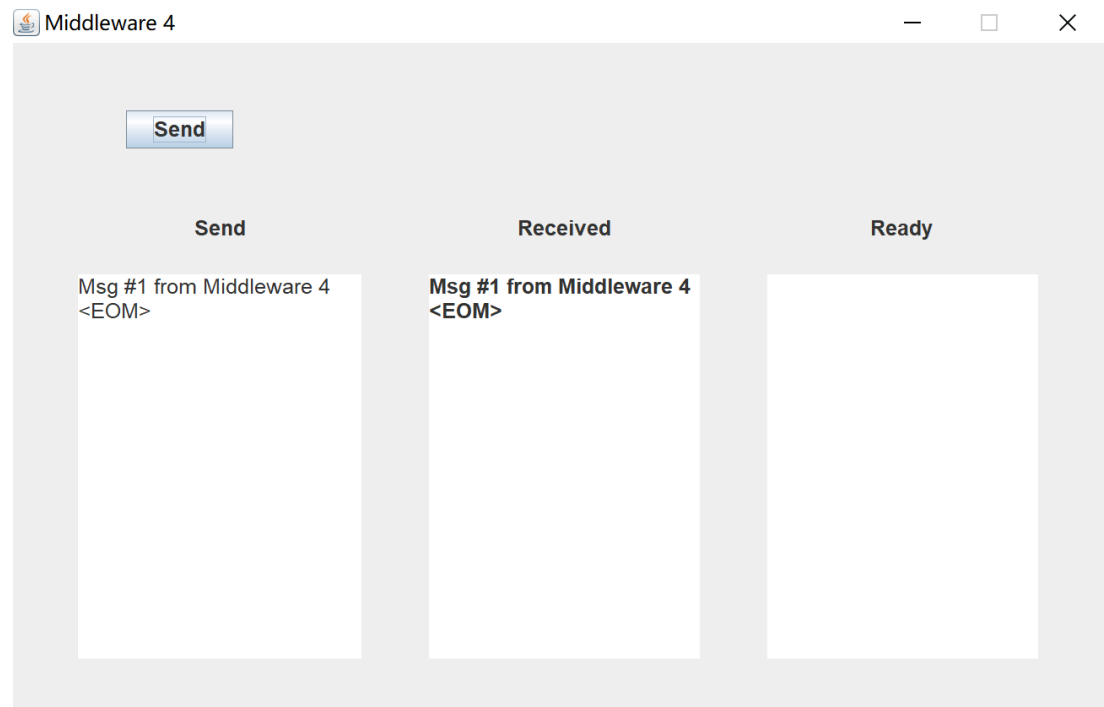 Middleware 4
Send
Send
Received
Ready
Msg #1 from Middleware 4
<EOM>
Msg #1 from Middleware 4
<EOM>